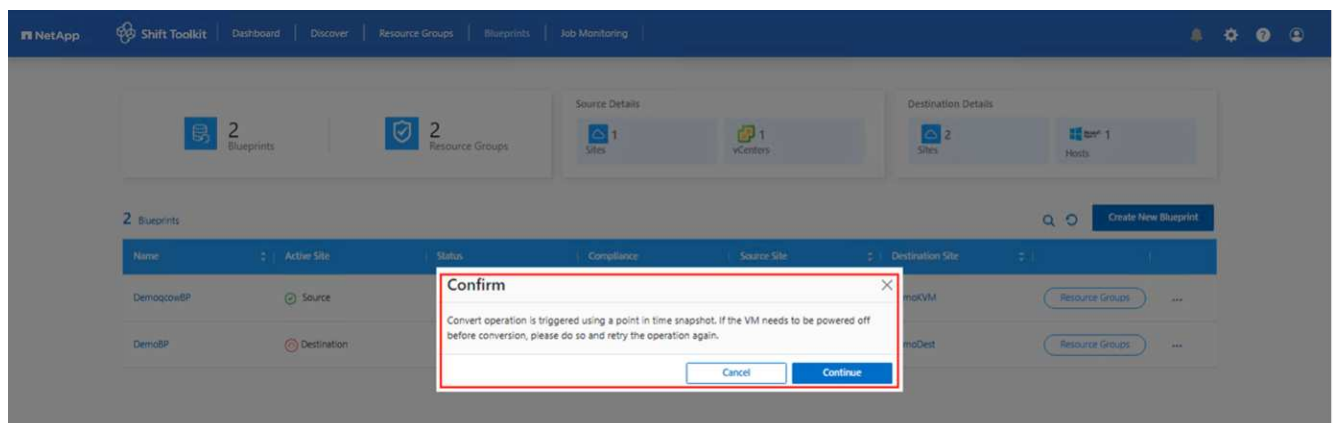 NetApp Shift Toolkit Dashboard Discover Resource Groups Blueprints Job Monitoring
Source Details Destination Details
2 2 1 1 2 1
Blueprints Resource Groups Sites vCenters Sites Hosts
2 Blueprints Create New Blueprint
Name Active Site Status Compliance Source Site Destination Site
Confirm
DemoqcowBP Source moKVM Resource Groups ...
Convert operation is triggered using a point in time snapshot. If the VM needs to be powered off
before conversion, please do so and retry the operation again.
DemoBP Destination moDest Resource Groups ...
Cancel Continue